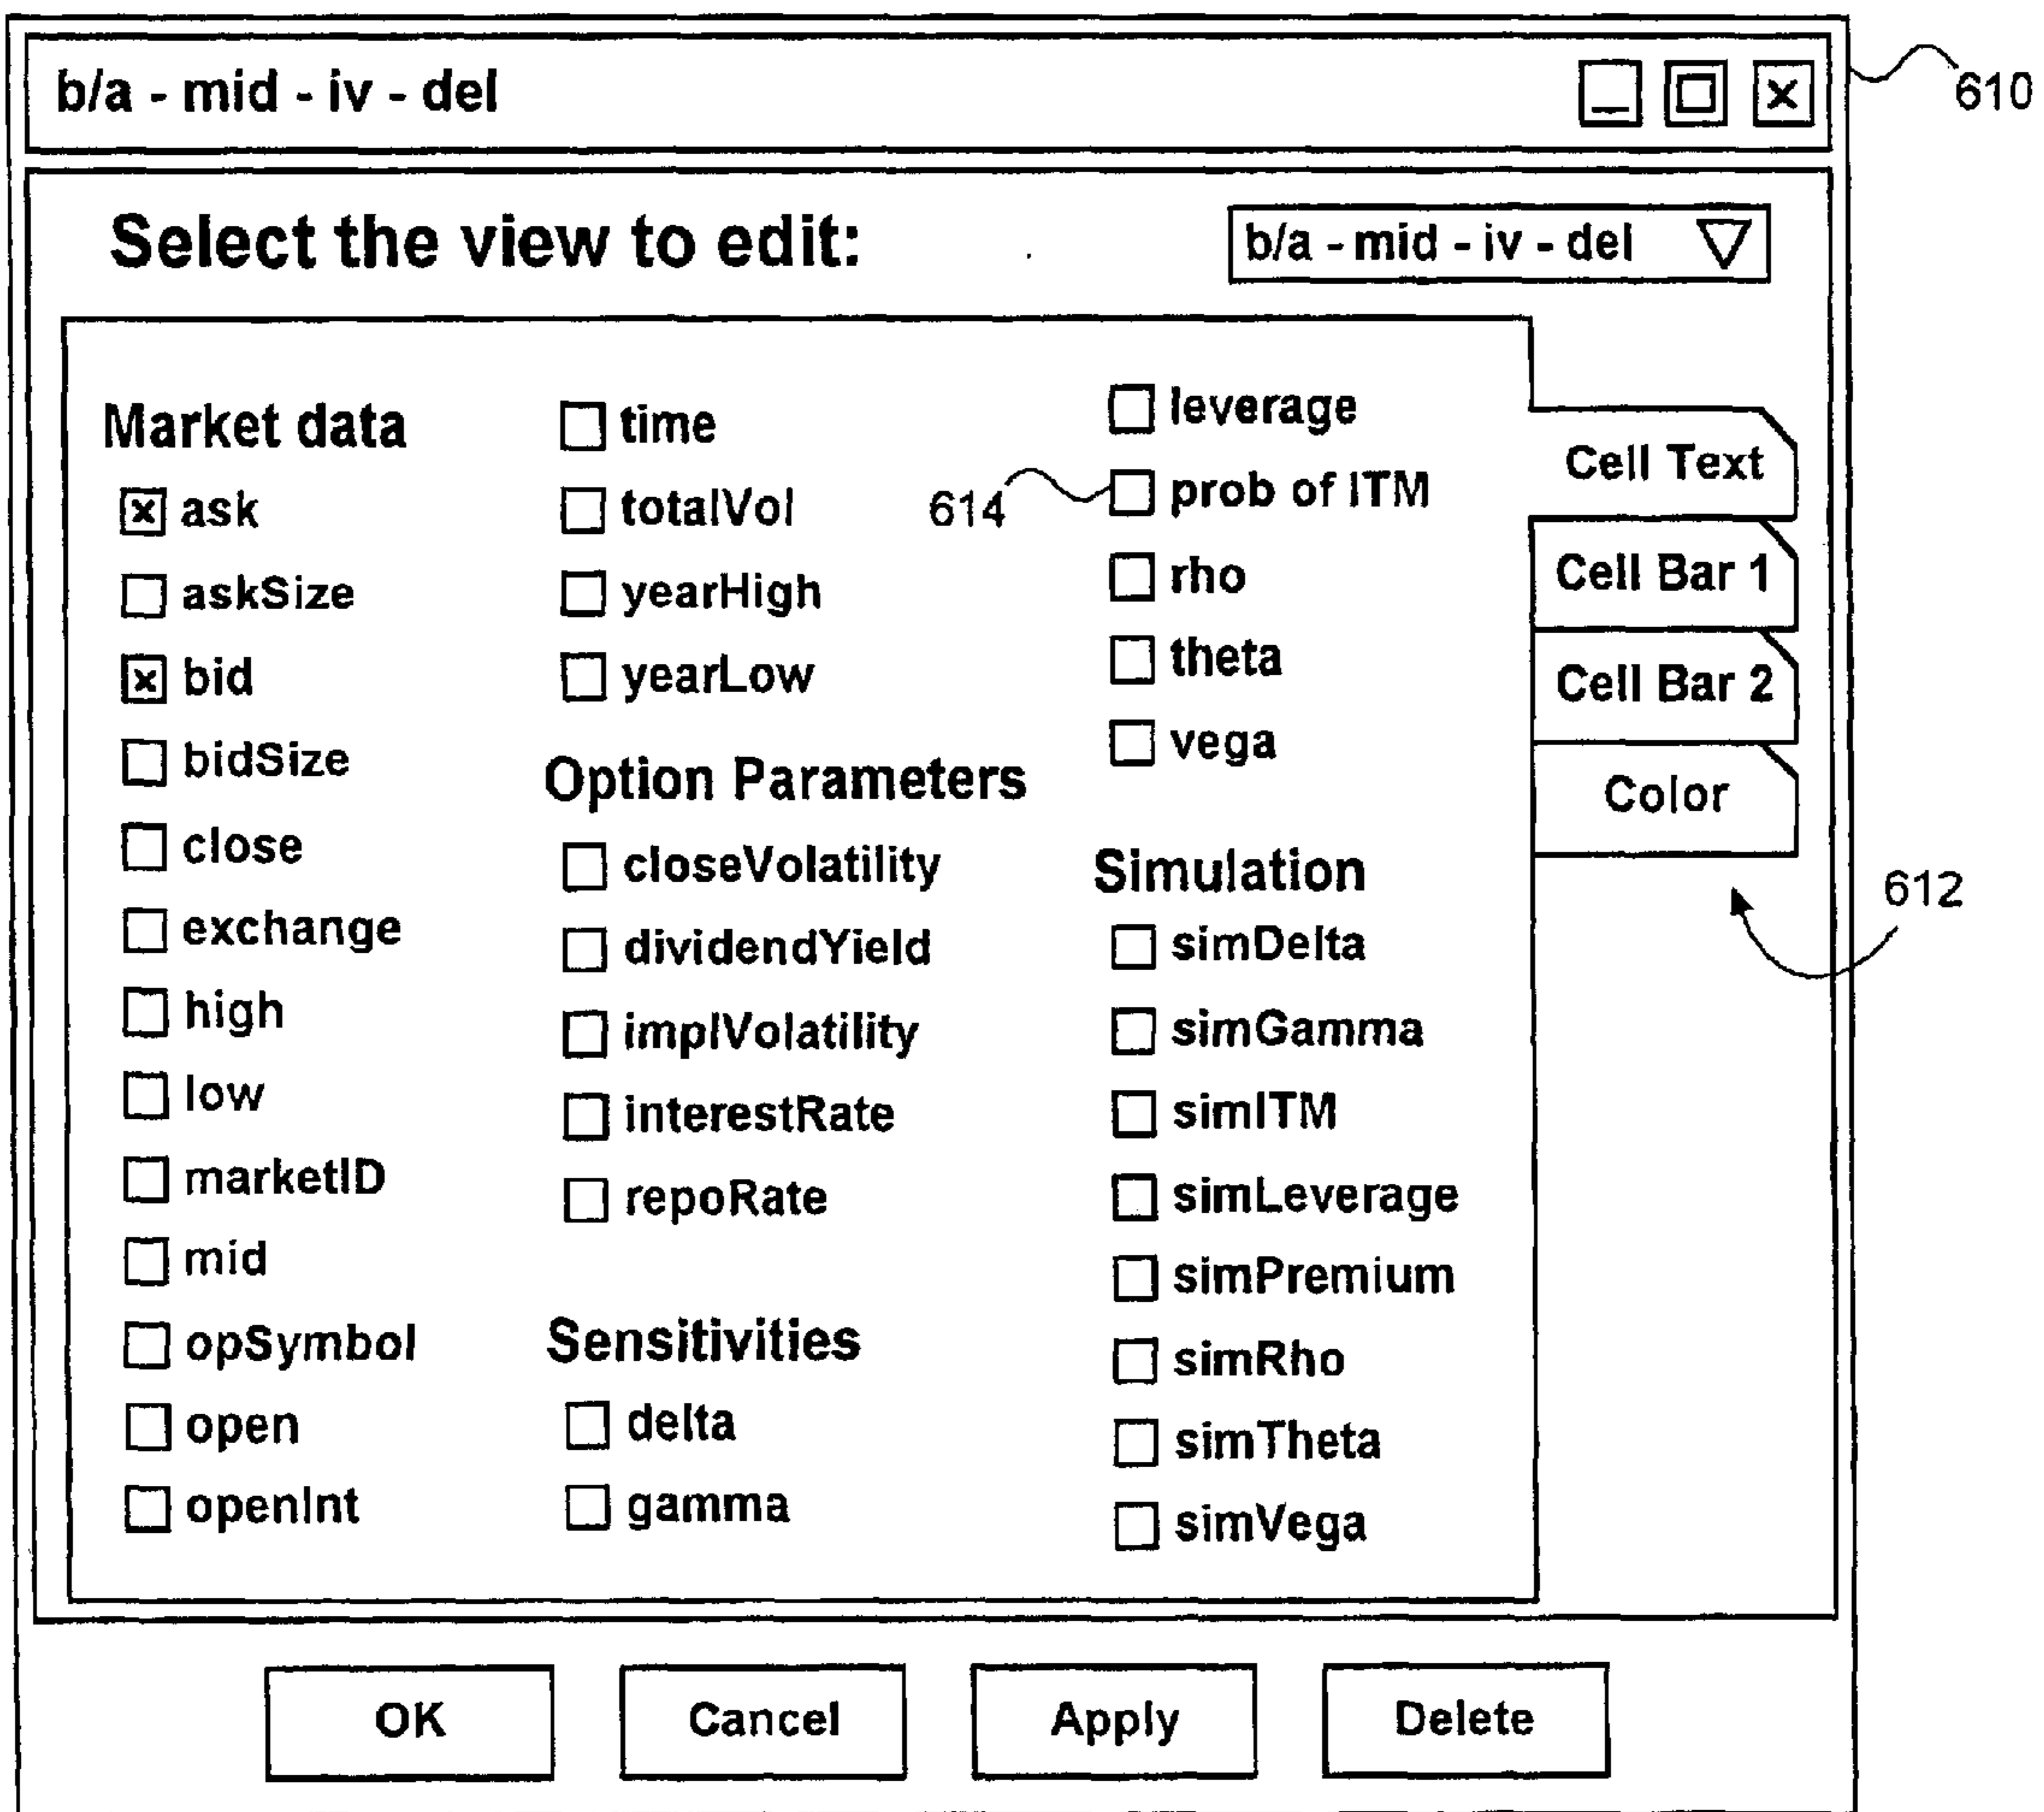 b/a - mid - iv - del
610
Select the view to edit:
b/a - mid - iv - del
Market data
ask
askSize
bid
bidSize
close
exchange
high
low
marketID
mid
opSymbol
open
openInt
time
totalVol
yearHigh
yearLow
Option Parameters
closeVolatility
dividendYield
implVolatility
interestRate
repoRate
Sensitivities
delta
gamma
leverage
614
prob of ITM
rho
theta
vega
Simulation
simDelta
simGamma
simITM
simLeverage
simPremium
simRho
simTheta
simVega
Cell Text
Cell Bar 1
Cell Bar 2
Color
612
OK
Cancel
Apply
Delete